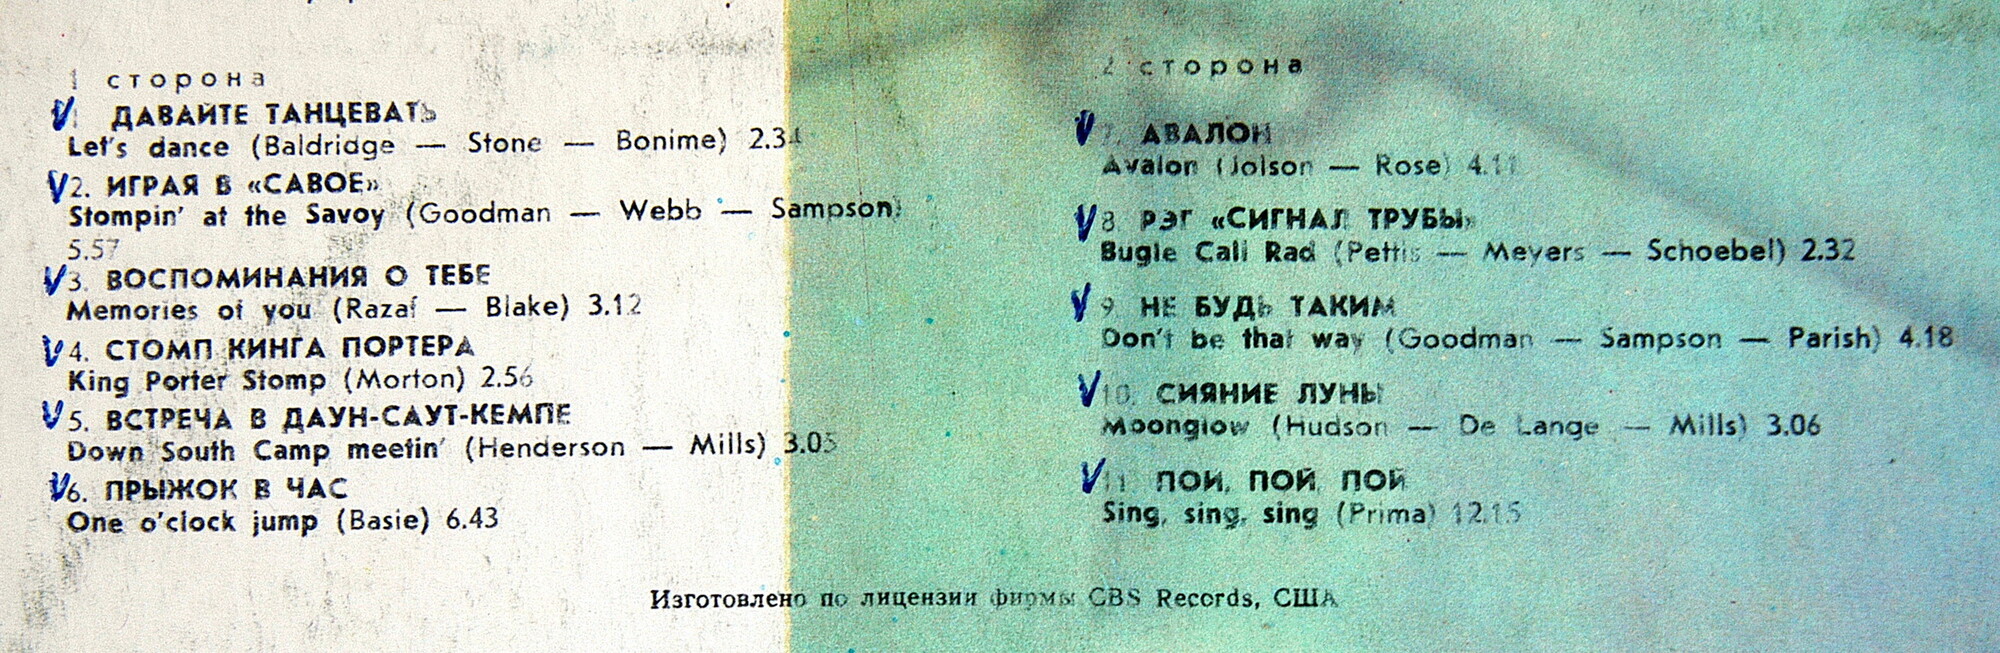 1 сторона
1. ДАВАЙТЕ ТАНЦЕВАТЬ
Let's dance (Baldridge — Stone — Bonime) 2.34
2. ИГРАЯ В «САВОЕ»
Stompin' at the Savoy (Goodman — Webb — Sampson)
5.57
3. ВОСПОМИНАНИЯ О ТЕБЕ
Memories of you (Razaf — Blake) 3.12
4. СТОМП КИНГА ПОРТЕРА
King Porter Stomp (Morton) 2.56
5. ВСТРЕЧА В ДАУН-САУТ-КЕМПЕ
Down South Camp meetin' (Henderson — Mills) 3.05
6. ПРЫЖОК В ЧАС
One o'clock jump (Basie) 6.43
2 сторона
7. АВАЛОН
Avalon (Jolson — Rose) 4.11
8. РЭГ «СИГНАЛ ТРУБЫ»
Bugle Call Rad (Pettis — Meyers — Schoebel) 2.32
9. НЕ БУДЬ ТАКИМ
Don't be that way (Goodman — Sampson — Parish) 4.18
10. СИЯНИЕ ЛУНЫ
Moonglow (Hudson — De Lange — Mills) 3.06
11. ПОЙ, ПОЙ, ПОЙ
Sing, sing, sing (Prima) 12.15
Изготовлено по лицензии фирмы CBS Records, США